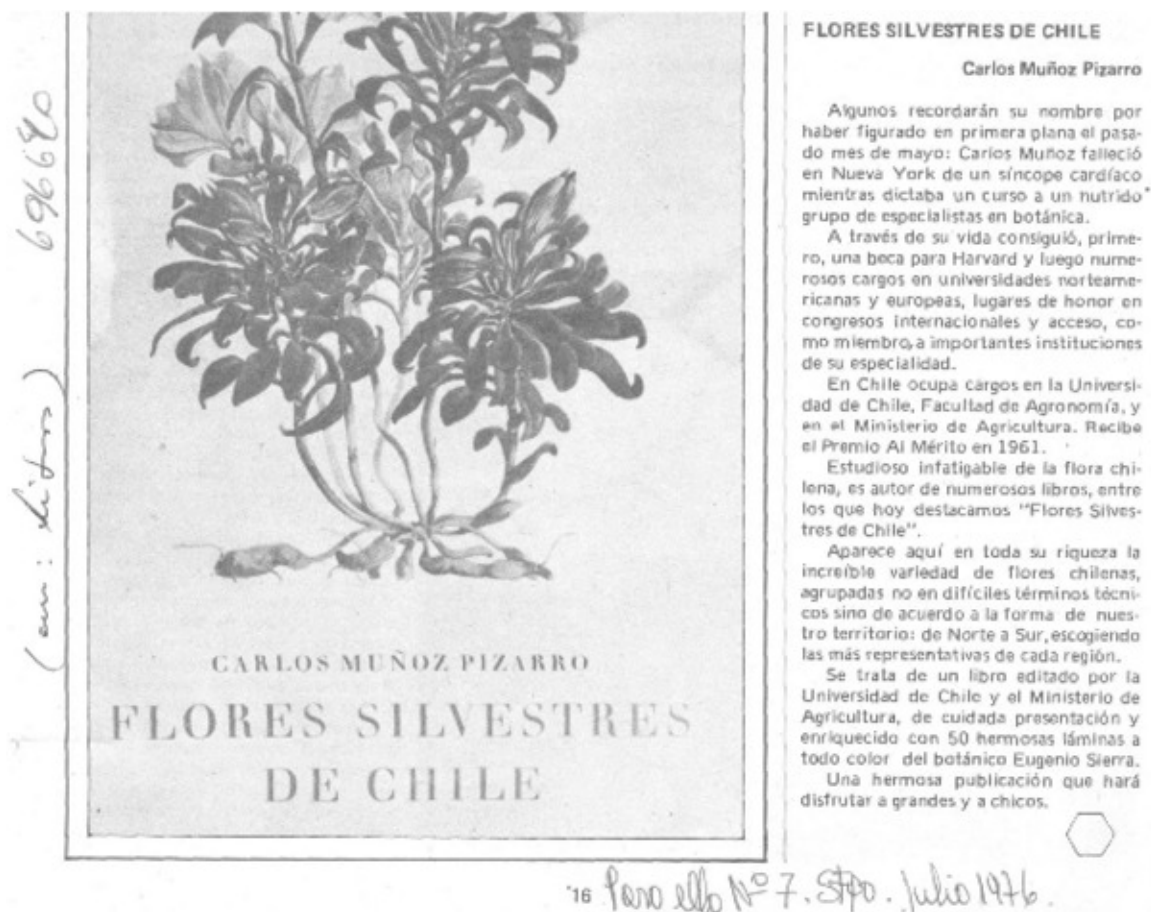 696640
CARLOS MUÑOZ PIZARRO
FLORES SILVESTRES
DE CHILE
FLORES SILVESTRES DE CHILE
Carlos Muñoz Pizarro
Algunos recordarán su nombre por
haber figurado en primera plana el pasa-
do mes de mayo: Carlos Muñoz falleció
en Nueva York de un síncope cardíaco
mientras dictaba un curso a un nutrido
grupo de especialistas en botánica.
A través de su vida consiguió, prime-
ro, una beca para Harvard y luego nume-
rosos cargos en universidades norteame-
ricanas y europeas, lugares de honor en
congresos internacionales y acceso, co-
mo miembro, a importantes instituciones
de su especialidad.
En Chile ocupa cargos en la Universi-
dad de Chile, Facultad de Agronomía, y
en el Ministerio de Agricultura. Recibe
el Premio Al Mérito en 1961.
Estudioso infatigable de la flora chi-
lena, es autor de numerosos libros, entre
los que hoy destacamos "Flores Silves-
tres de Chile".
Aparece aquí en toda su riqueza la
increíble variedad de flores chilenas,
agrupadas no en difíciles términos técni-
cos sino de acuerdo a la forma de nues-
tro territorio: de Norte a Sur, escogiendo
las más representativas de cada región.
Se trata de un libro editado por la
Universidad de Chile y el Ministerio de
Agricultura, de cuidada presentación y
enriquecido con 50 hermosas láminas a
todo color del botánico Eugenio Sierra.
Una hermosa publicación que hará
disfrutar a grandes y a chicos.
16 Para ella Nº 7. Stgo. Julio 1976.